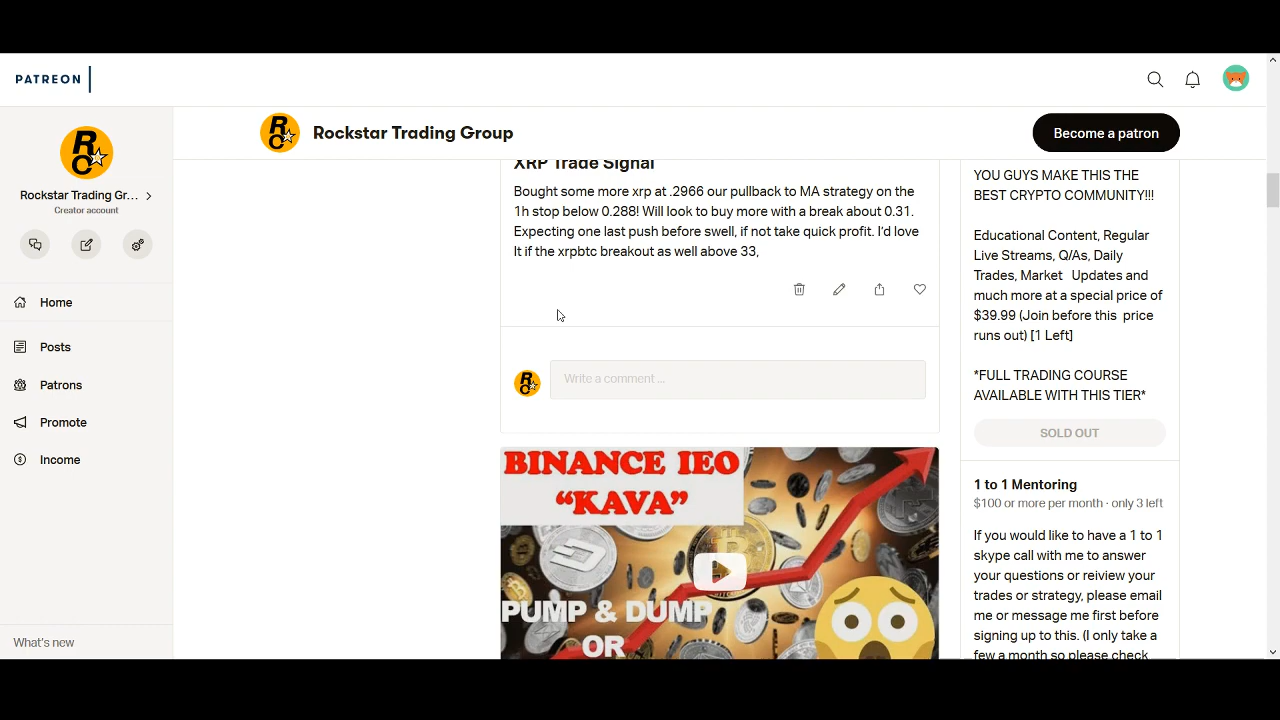 PATREON
Rockstar Trading Group
Become a patron
Rockstar Trading Gr...
Creator account
Home
Posts
Patrons
Promote
Income
What's new
XRP Trade Signal
Bought some more xrp at .2966 our pullback to MA strategy on the
1h stop below 0.288! Will look to buy more with a break about 0.31.
Expecting one last push before swell, if not take quick profit. I'd love
It if the xrpbtc breakout as well above 33,
Write a comment ...
BINANCE IEO
"KAVA"
PUMP & DUMP
OR
YOU GUYS MAKE THIS THE
BEST CRYPTO COMMUNITY!!!
Educational Content, Regular
Live Streams, Q/As, Daily
Trades, Market Updates and
much more at a special price of
$39.99 (Join before this price
runs out) [1 Left]
*FULL TRADING COURSE
AVAILABLE WITH THIS TIER*
SOLD OUT
1 to 1 Mentoring
$100 or more per month · only 3 left
If you would like to have a 1 to 1
skype call with me to answer
your questions or reiview your
trades or strategy, please email
me or message me first before
signing up to this. (I only take a
few a month so please check